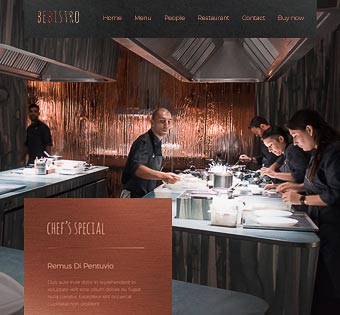 BEBISTRO
Home Menu People Restaurant Contact Buy now
CHEF'S SPECIAL
Remus Di Pentuvio
Duis aute irure dolor in reprehenderit in
voluptate velit esse cillum dolore eu fugiat
nulla pariatur. Excepteur sint occaecat
cupidatat non proident